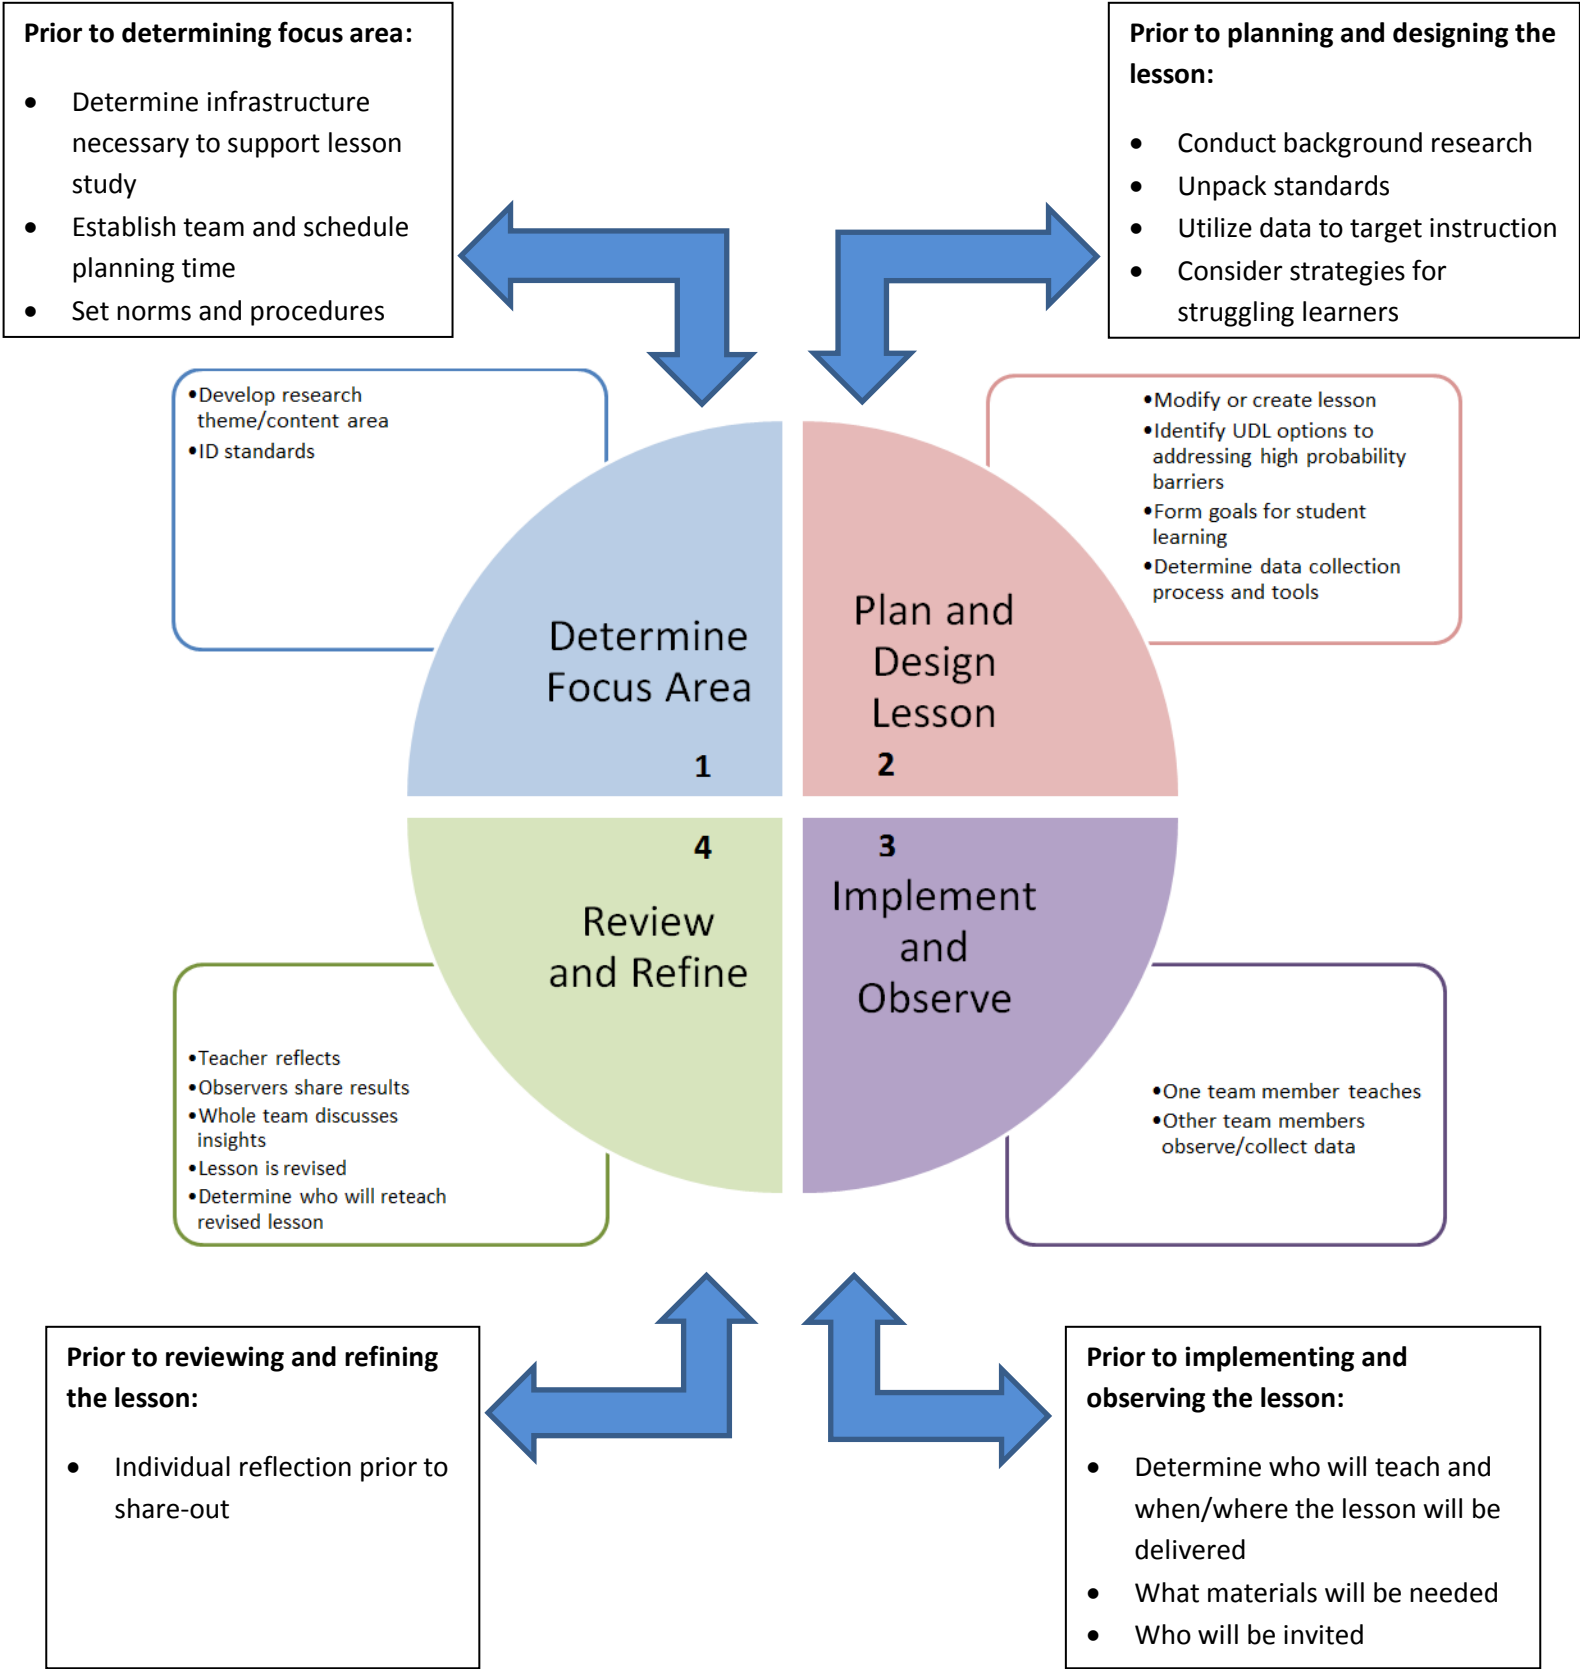 Prior to determining focus area:
• Determine infrastructure
necessary to support lesson
study
• Establish team and schedule
planning time
• Set norms and procedures
Prior to planning and designing the
lesson:
• Conduct background research
• Unpack standards
• Utilize data to target instruction
• Consider strategies for
struggling learners
•Develop research
theme/content area
•ID standards
•Modify or create lesson
•Identify UDL options to
addressing high probability
barriers
•Form goals for student
learning
•Determine data collection
process and tools
Determine
Focus Area
1
Plan and
Design
Lesson
2
4
Review
and Refine
3
Implement
and
Observe
•Teacher reflects
•Observers share results
•Whole team discusses
insights
•Lesson is revised
•Determine who will reteach
revised lesson
•One team member teaches
•Other team members
observe/collect data
Prior to reviewing and refining
the lesson:
• Individual reflection prior to
share-out
Prior to implementing and
observing the lesson:
• Determine who will teach and
when/where the lesson will be
delivered
• What materials will be needed
• Who will be invited